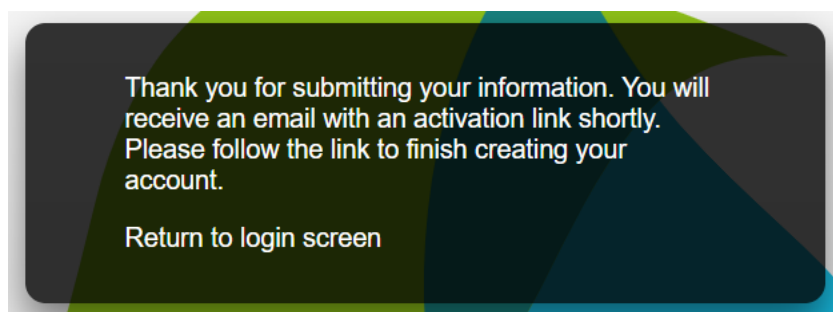 Thank you for submitting your information. You will
receive an email with an activation link shortly.
Please follow the link to finish creating your
account.
Return to login screen